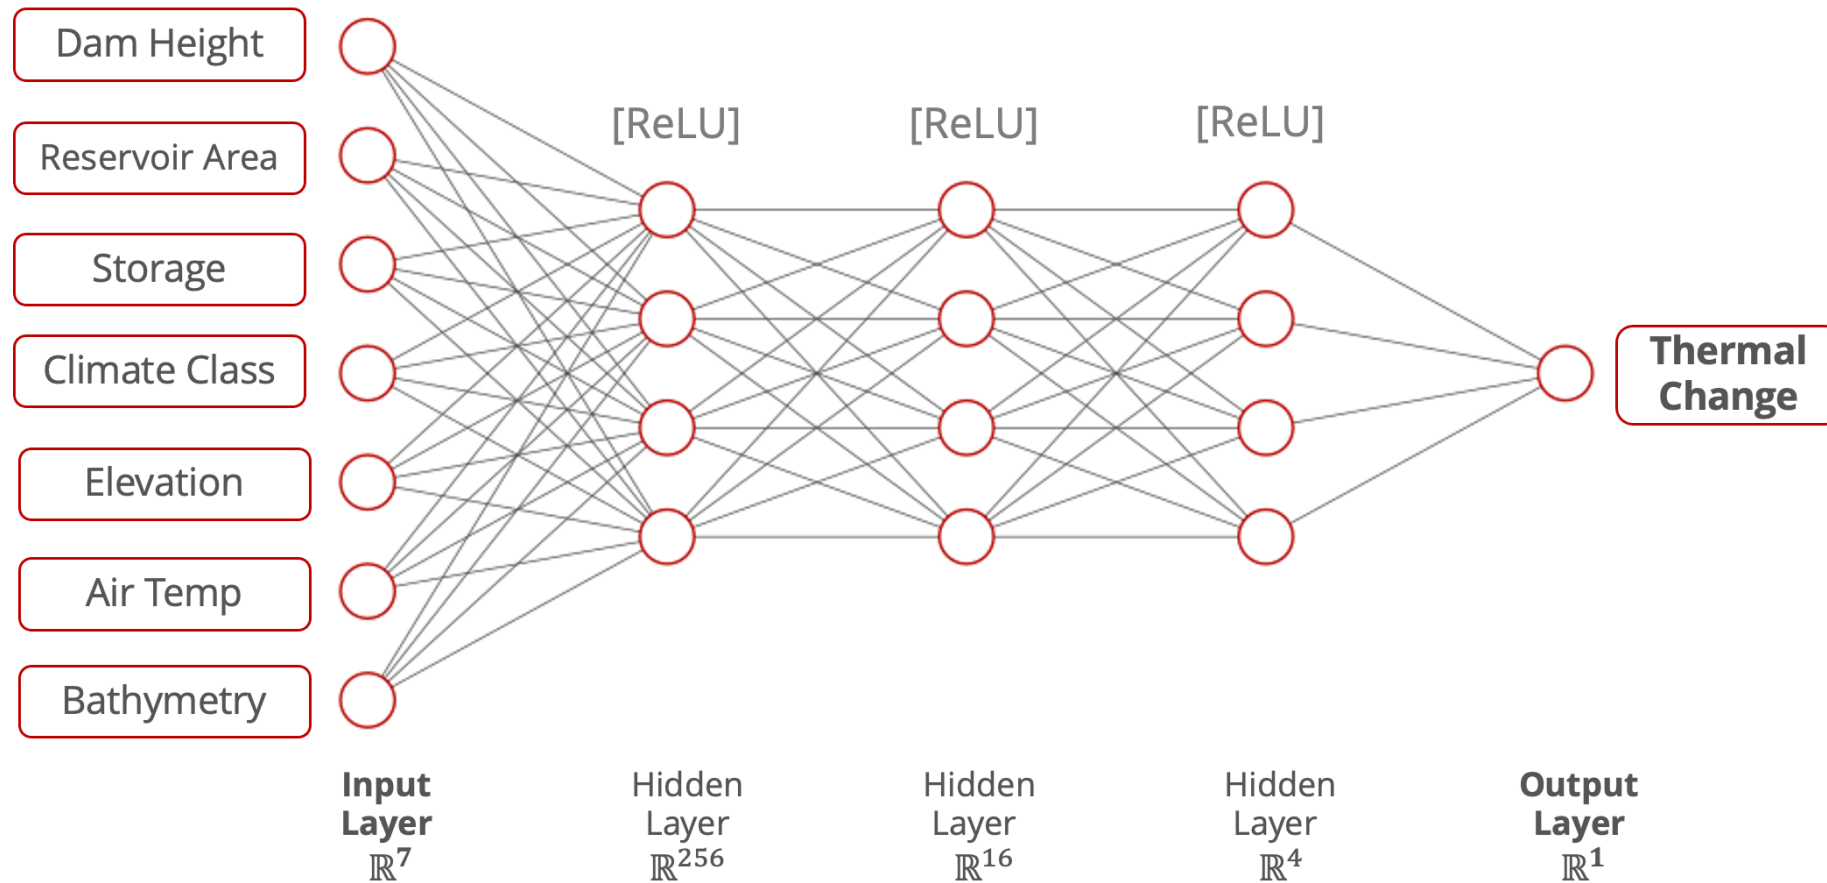 Dam Height
Reservoir Area
Storage
Climate Class
Elevation
Air Temp
Bathymetry
[ReLU]
[ReLU]
[ReLU]
Thermal
Change
Input
Layer
ℝ⁷
Hidden
Layer
ℝ²⁵⁶
Hidden
Layer
ℝ¹⁶
Hidden
Layer
ℝ⁴
Output
Layer
ℝ¹